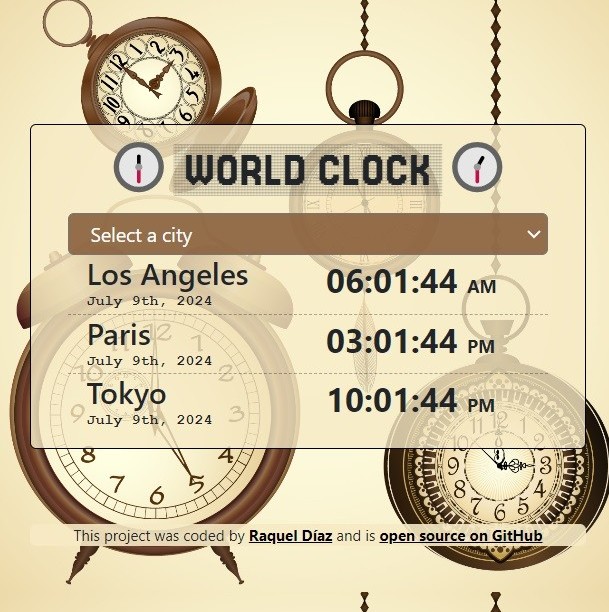 WORLD CLOCK
Select a city
Los Angeles 06:01:44 AM
July 9th, 2024
Paris 03:01:44 PM
July 9th, 2024
Tokyo 10:01:44 PM
July 9th, 2024
This project was coded by Raquel Díaz and is open source on GitHub